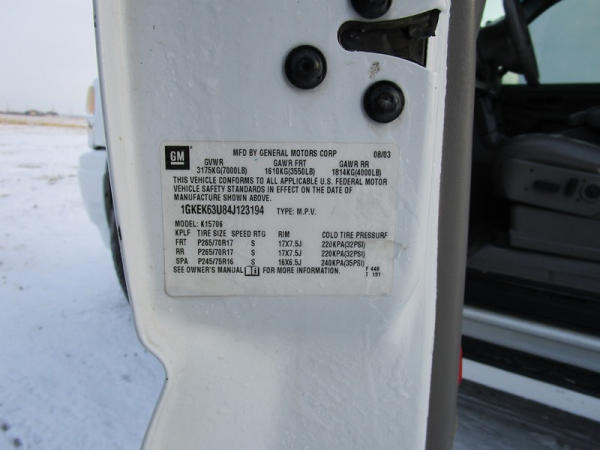 GM
MFD BY GENERAL MOTORS CORP 08/03
GVWR GAWR FRT GAWR RR
3175KG(7000LB) 1610KG(3550LB) 1814KG(4000LB)
THIS VEHICLE CONFORMS TO ALL APPLICABLE U.S. FEDERAL MOTOR
VEHICLE SAFETY STANDARDS IN EFFECT ON THE DATE OF
MANUFACTURE SHOWN ABOVE.
1GKEK63U84J123194 TYPE: M.P.V.
MODEL: K15706
KPLF TIRE SIZE SPEED RTG RIM COLD TIRE PRESSURE
FRT P265/70R17 S 17X7.5J 220KPA(32PSI)
RR P265/70R17 S 17X7.5J 220KPA(32PSI)
SPA P245/75R16 S 16X6.5J 240KPA(35PSI)
SEE OWNER'S MANUAL FOR MORE INFORMATION.
F 448
T 191